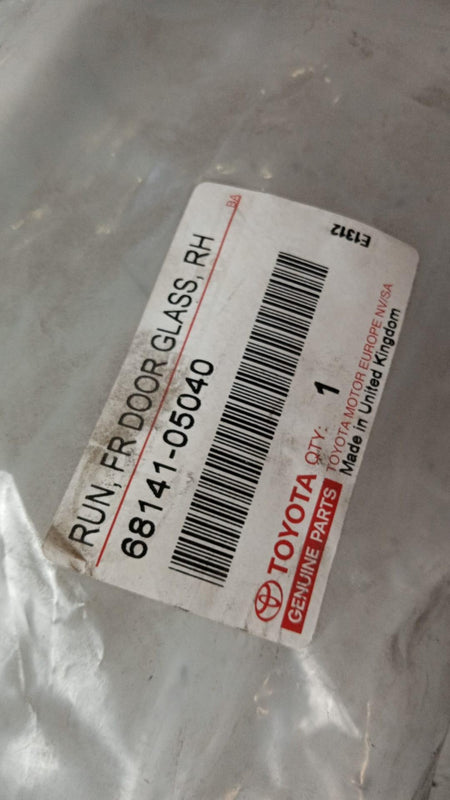 BA
RUN, FR DOOR GLASS, RH
68141-05040
E1312
TOYOTA QTY: 1
GENUINE PARTS
TOYOTA MOTOR EUROPE NV/SA
Made in United Kingdom